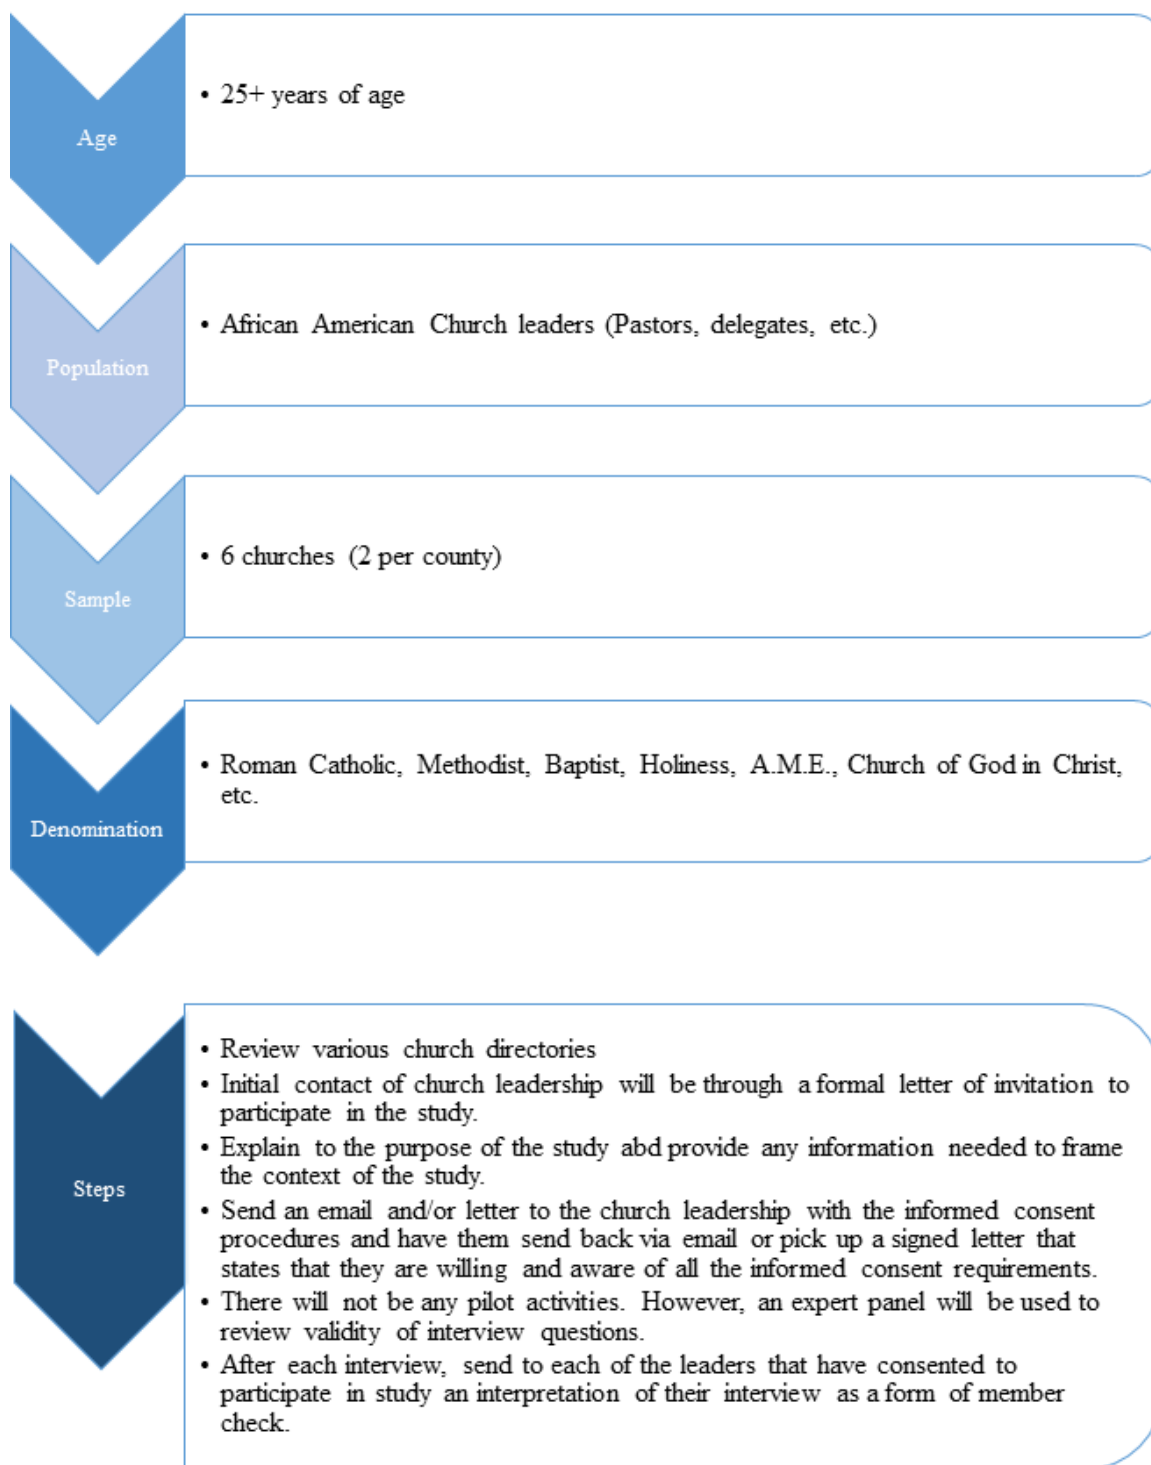 Age
• 25+ years of age
Population
• African American Church leaders (Pastors, delegates, etc.)
Sample
• 6 churches (2 per county)
Denomination
• Roman Catholic, Methodist, Baptist, Holiness, A.M.E., Church of God in Christ,
etc.
Steps
• Review various church directories
• Initial contact of church leadership will be through a formal letter of invitation to
participate in the study.
• Explain to the purpose of the study abd provide any information needed to frame
the context of the study.
• Send an email and/or letter to the church leadership with the informed consent
procedures and have them send back via email or pick up a signed letter that
states that they are willing and aware of all the informed consent requirements.
• There will not be any pilot activities. However, an expert panel will be used to
review validity of interview questions.
• After each interview, send to each of the leaders that have consented to
participate in study an interpretation of their interview as a form of member
check.